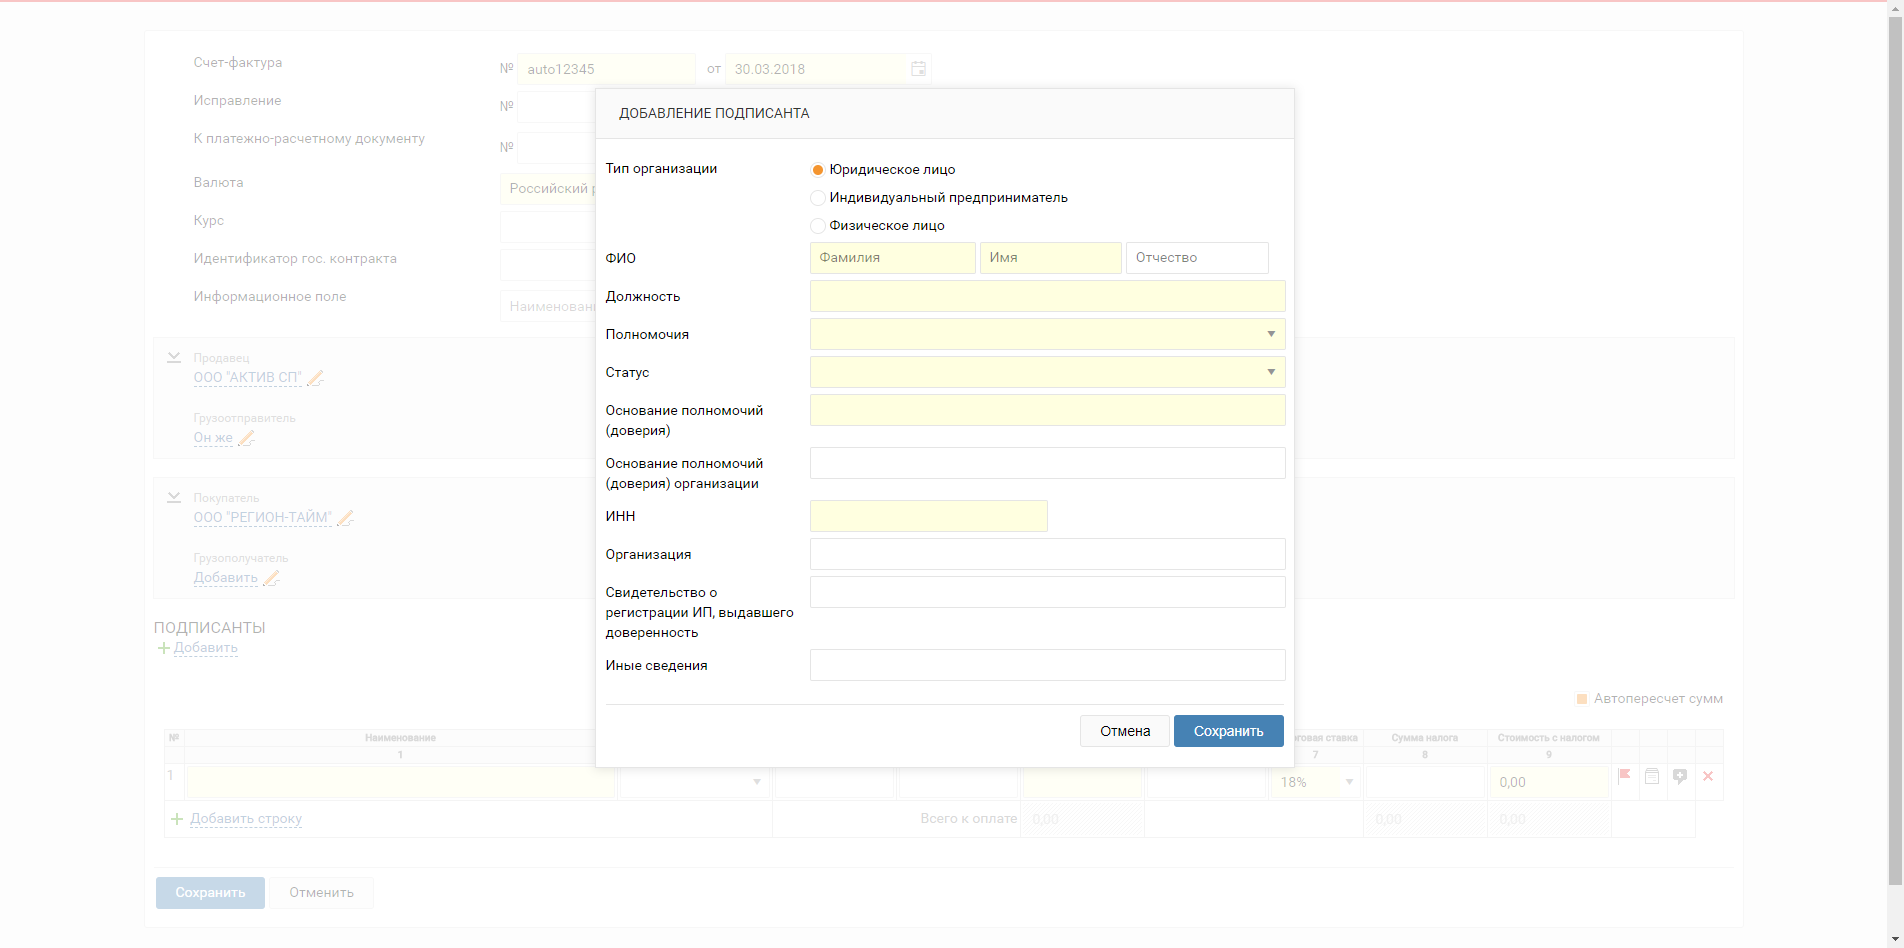 Счет-фактура
№ auto12345 от 30.03.2018
Исправление
№
К платежно-расчетному документу
№
Валюта
Российский
Курс
Идентификатор гос. контракта
Информационное поле
Продавец
ООО "АКТИВ СП"
Грузоотправитель
Он же
Покупатель
ООО "РЕГИОН-ТАЙМ"
Грузополучатель
Добавить
ПОДПИСАНТЫ
Добавить
ДОБАВЛЕНИЕ ПОДПИСАНТА
Тип организации
Юридическое лицо
Индивидуальный предприниматель
Физическое лицо
ФИО
Фамилия Имя Отчество
Должность
Полномочия
Статус
Основание полномочий
(доверия)
Основание полномочий
(доверия) организации
ИНН
Организация
Свидетельство о
регистрации ИП, выдавшего
доверенность
Иные сведения
Отмена Сохранить
Автопересчет сумм
№ Наименование ставка Сумма налога Стоимость с налогом
1 7 8 9
1 18% 0,00
Добавить строку Всего к оплате 0,00 0,00 0,00
Сохранить Отменить